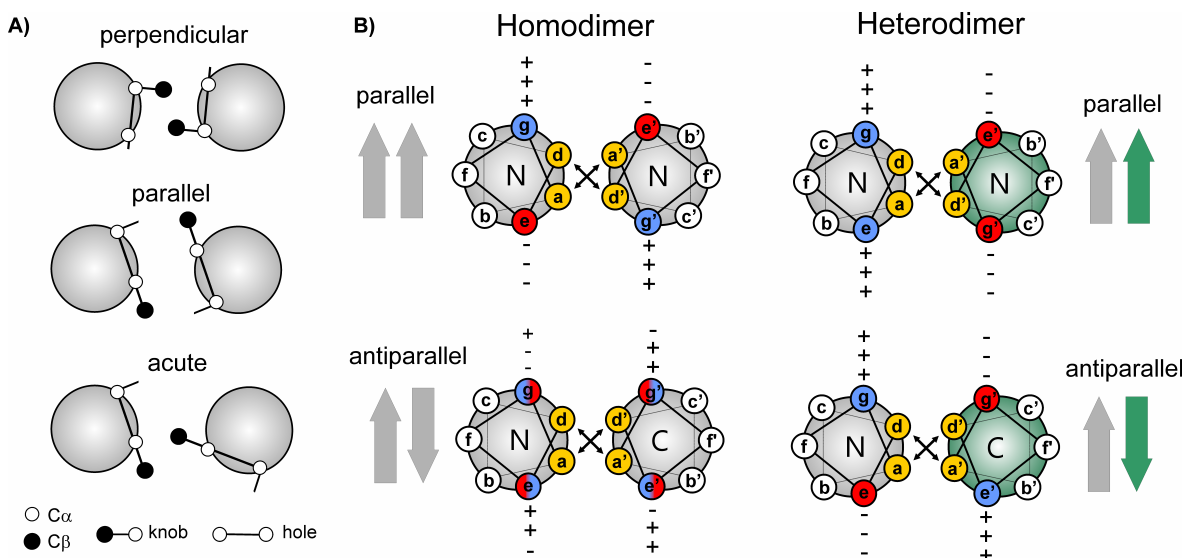 A)
perpendicular
parallel
acute
Cα
Cβ
knob
hole
B)
Homodimer
Heterodimer
parallel
+ -
+ -
+ -
g e'
c b'
d a'
f N N f'
a d'
b c'
e g'
- +
- +
- +
parallel
+ -
+ -
+ -
g e'
c b'
d a'
f N N f'
a d'
b c'
e g'
+ -
+ -
+ -
antiparallel
+ -
- +
- +
g g'
c c'
d d'
f N C f'
a a'
b b'
e e'
+ -
+ +
- +
antiparallel
+ -
+ -
+ -
g g'
c c'
d d'
f N C f'
a a'
b b'
e e'
- +
- +
- +